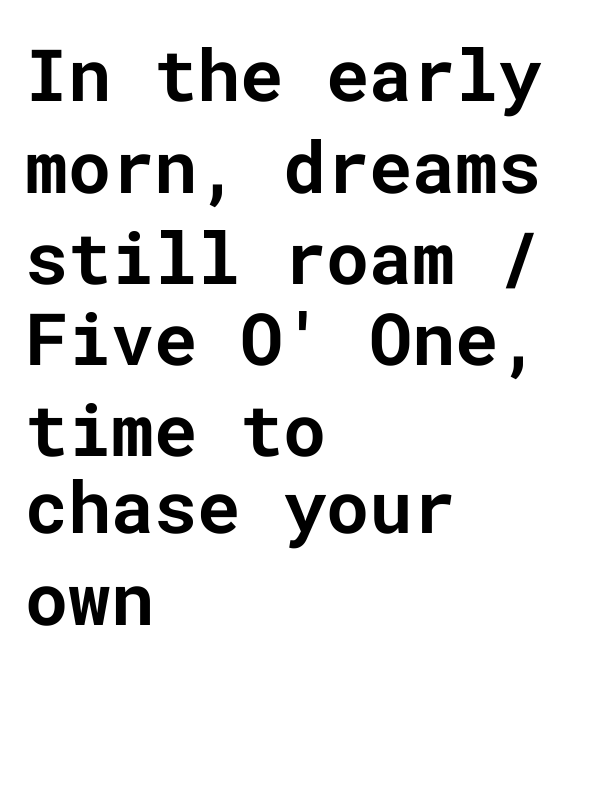 In the early
morn, dreams
still roam /
Five O' One,
time to
chase your
own